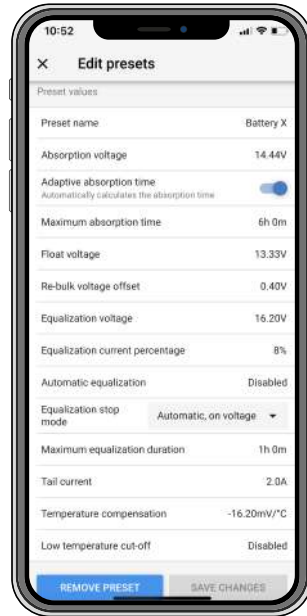 10:52
× Edit presets
Preset values
Preset name Battery X
Absorption voltage 14.44V
Adaptive absorption time
Automatically calculates the absorption time
Maximum absorption time 6h 0m
Float voltage 13.33V
Re-bulk voltage offset 0.40V
Equalization voltage 16.20V
Equalization current percentage 8%
Automatic equalization Disabled
Equalization stop
mode Automatic, on voltage
Maximum equalization duration 1h 0m
Tail current 2.0A
Temperature compensation -16.20mV/°C
Low temperature cut-off Disabled
REMOVE PRESET SAVE CHANGES